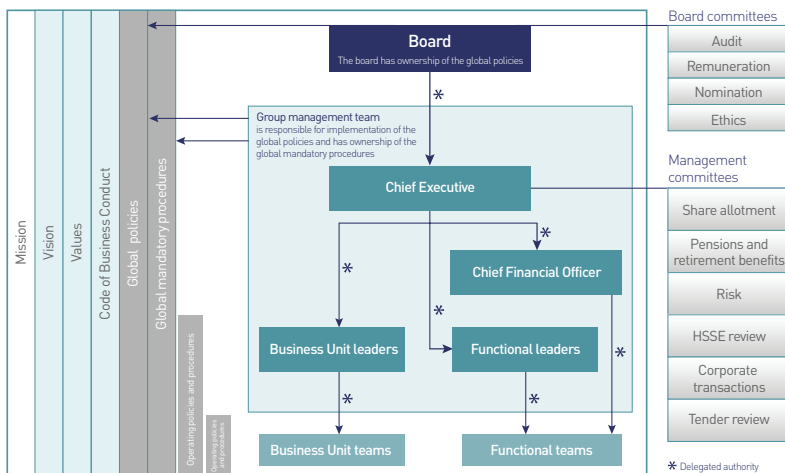 Mission
Vision
Values
Code of Business Conduct
Global policies
Global mandatory procedures
Operating policies and procedures
Operating policies
and procedures
Board
The board has ownership of the global policies
*
Group management team
is responsible for implementation of the
global policies and has ownership of the
global mandatory procedures
Chief Executive
*
*
*
Chief Financial Officer
*
Business Unit leaders
Functional leaders
*
*
Business Unit teams
Functional teams
Board committees
Audit
Remuneration
Nomination
Ethics
Management
committees
Share allotment
Pensions and
retirement benefits
Risk
HSSE review
Corporate
transactions
Tender review
* Delegated authority